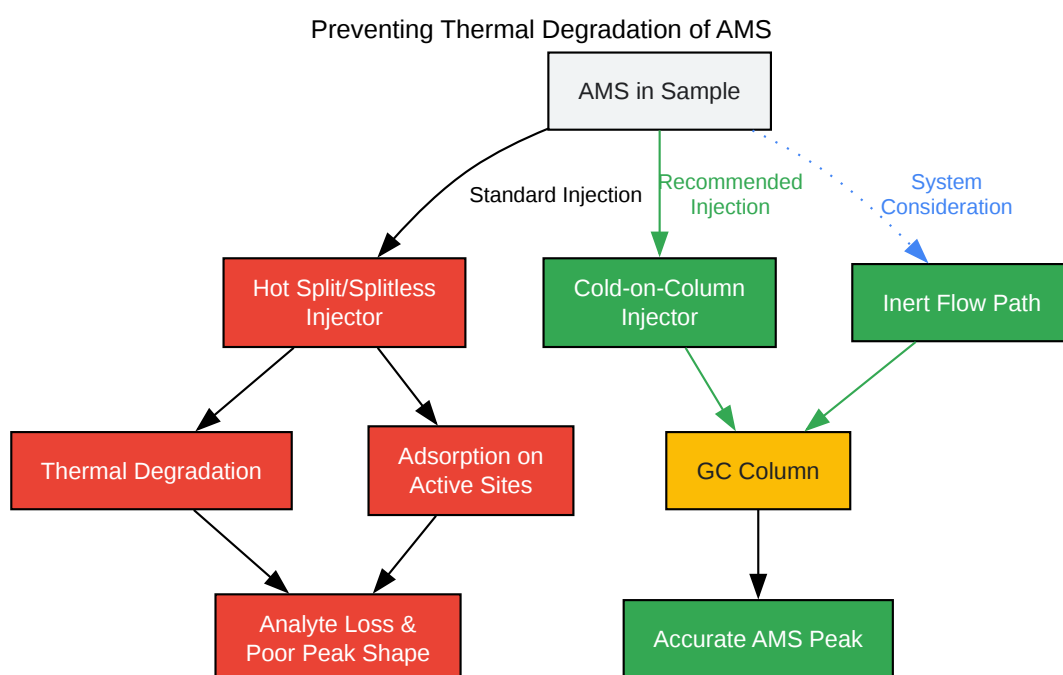 Preventing Thermal Degradation of AMS
AMS in Sample
Standard Injection
Recommended
Injection
System
Consideration
Hot Split/Splitless
Injector
Cold-on-Column
Injector
Inert Flow Path
Thermal Degradation
Adsorption on
Active Sites
GC Column
Analyte Loss &
Poor Peak Shape
Accurate AMS Peak